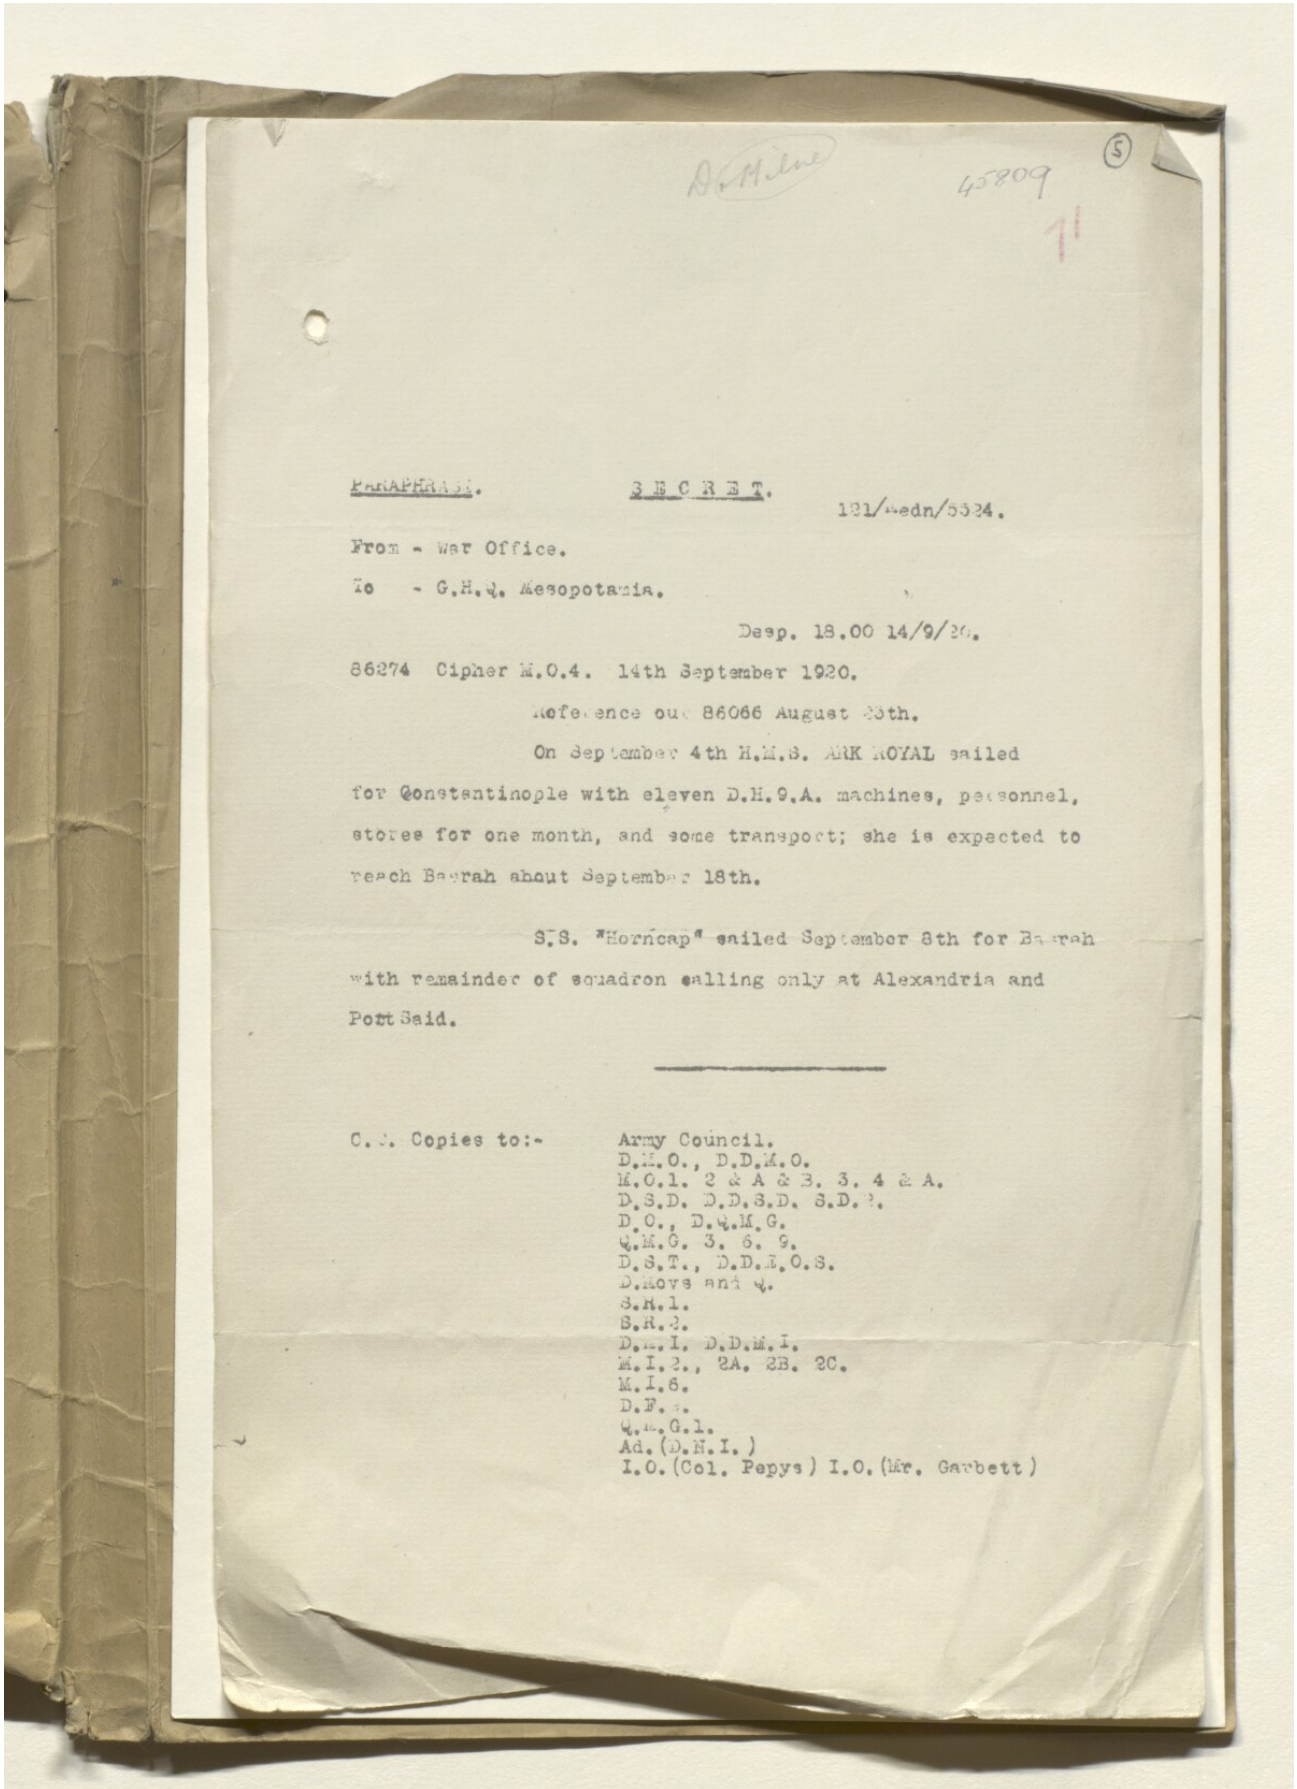 5
45809
71
PARAPHRASE. SECRET.
121/Medn/5524.
From - War Office.
To - G.H.Q. Mesopotamia.
Desp. 18.00 14/9/20.
86274 Cipher M.O.4. 14th September 1920.
Reference our 86066 August
On September 4th H.M.S. ARK ROYAL sailed
for Constantinople with eleven D.H.9.A. machines, personnel,
stores for one month, and some transport; she is expected to
reach Basrah about September 18th.
S.S. "Horncap" sailed September 8th for Basrah
with remainder of squadron calling only at Alexandria and
Port Said.
C.2. Copies to:- Army Council.
D.M.O., D.D.M.O.
M.O.1. 2 & A & B. 3. 4 & A.
D.S.D. D.D.S.D. S.D.2.
D.O., D.Q.M.G.
Q.M.G. 3. 6. 9.
D.S.T., D.D.E.O.S.
D.Movs and Q.
S.R.1.
S.R.2.
D.M.I. D.D.M.I.
M.I.2., 2A. 2B. 2C.
M.I.6.
Q.M.G.1.
Ad.(D.N.I.)
I.O.(Col. Pepys) I.O.(Mr. Garbett)